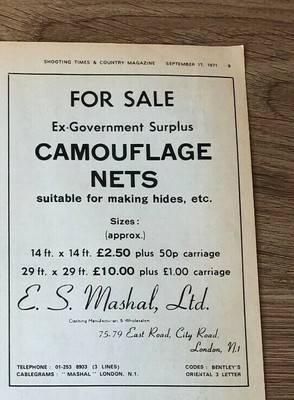 SHOOTING TIMES & COUNTRY MAGAZINE SEPTEMBER 17, 1971 9
FOR SALE
Ex-Government Surplus
CAMOUFLAGE
NETS
suitable for making hides, etc.
Sizes:
(approx.)
14 ft. x 14 ft. £2.50 plus 50p carriage
29 ft. x 29 ft. £10.00 plus £1.00 carriage
E. S. Mashal, Ltd.
Clothing Manufacturers & Wholesalers
75-79 East Road, City Road,
London, N.1
TELEPHONE: 01-253 8933 (3 LINES) CODES: BENTLEY'S
CABLEGRAMS: "MASHAL" LONDON, N.1. ORIENTAL 3 LETTER